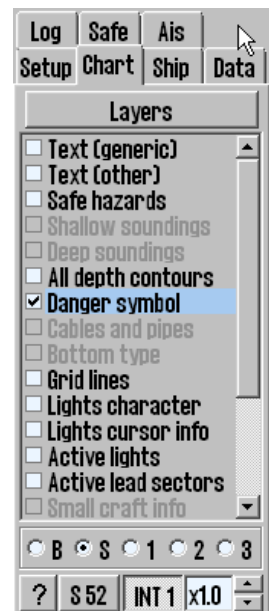 Log Safe Ais
Setup Chart Ship Data
Layers
Text (generic)
Text (other)
Safe hazards
Shallow soundings
Deep soundings
All depth contours
Danger symbol
Cables and pipes
Bottom type
Grid lines
Lights character
Lights cursor info
Active lights
Active lead sectors
Small craft info
B S 1 2 3
? S 52 INT 1 x1.0